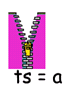 ts = a